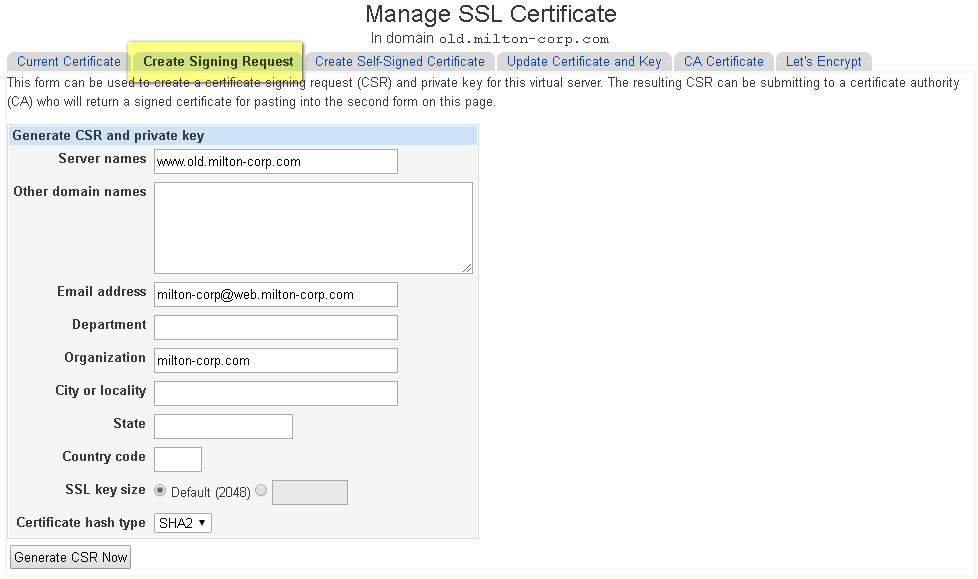 Manage SSL Certificate
In domain old.milton-corp.com
Current Certificate Create Signing Request Create Self-Signed Certificate Update Certificate and Key CA Certificate Let's Encrypt
This form can be used to create a certificate signing request (CSR) and private key for this virtual server. The resulting CSR can be submitting to a certificate authority
(CA) who will return a signed certificate for pasting into the second form on this page.
Generate CSR and private key
Server names www.old.milton-corp.com
Other domain names
Email address milton-corp@web.milton-corp.com
Department
Organization milton-corp.com
City or locality
State
Country code
SSL key size Default (2048)
Certificate hash type SHA2
Generate CSR Now